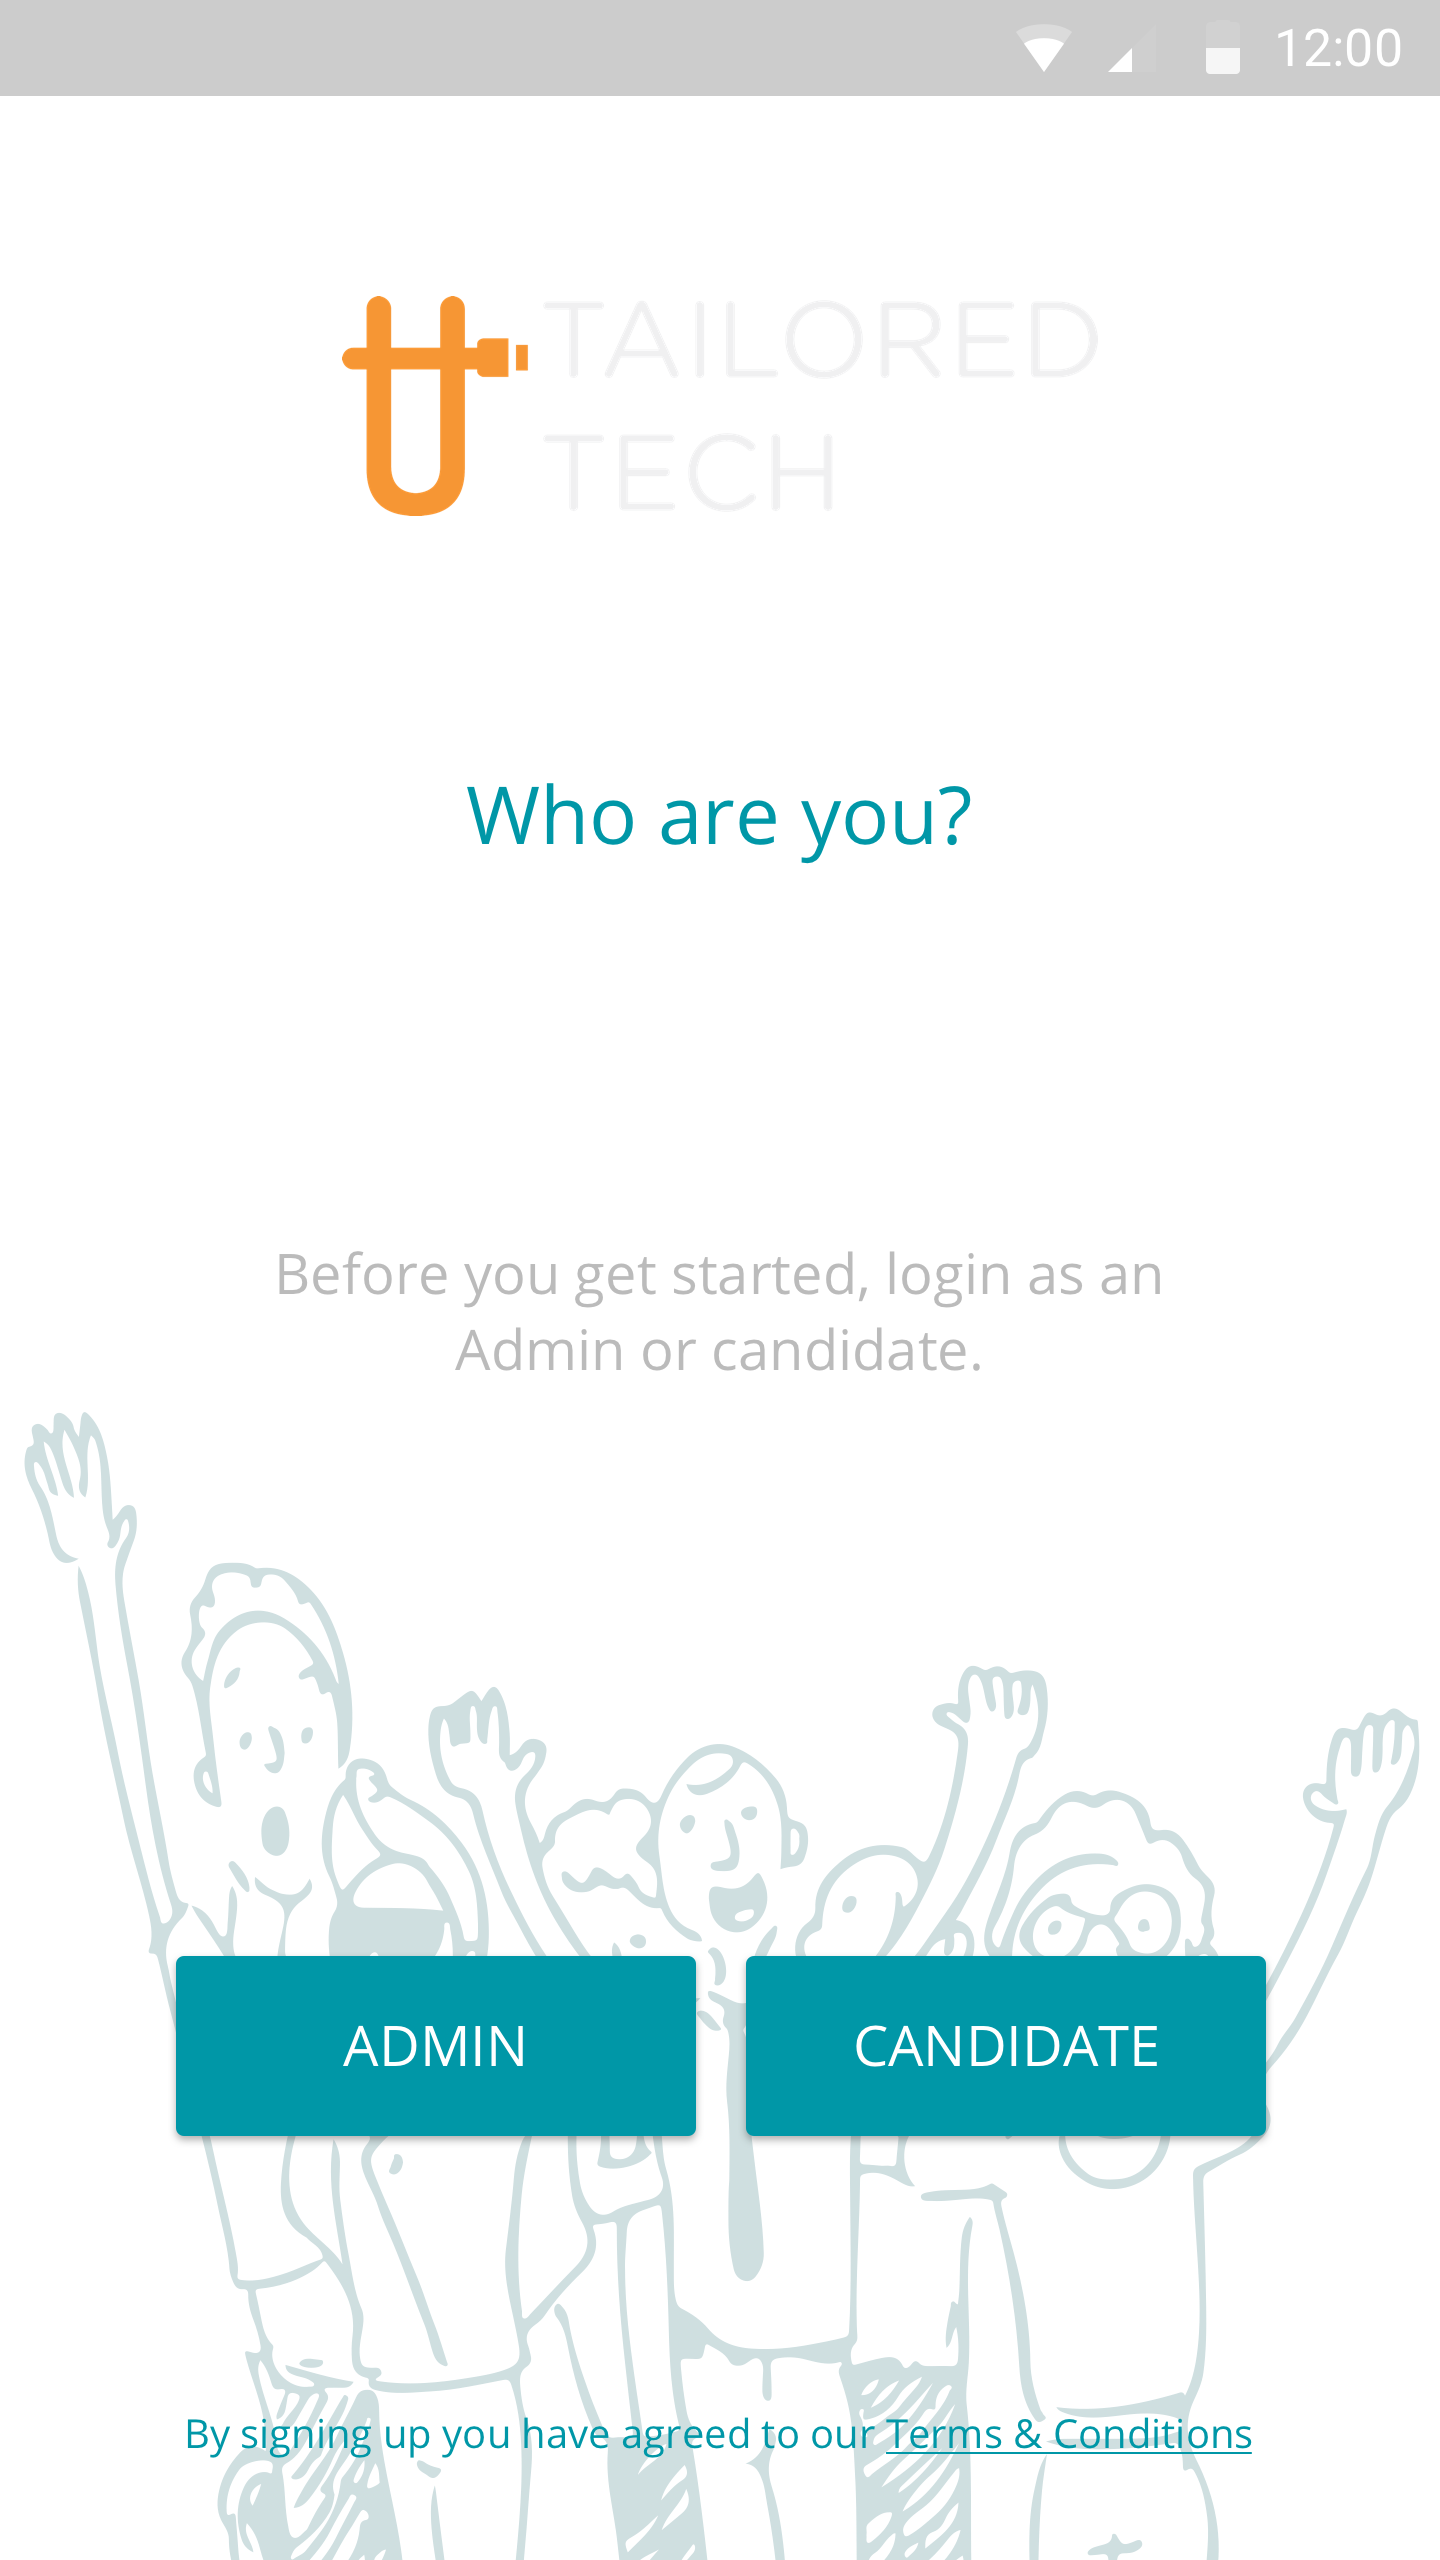 12:00
TAILORED
TECH
Who are you?
Before you get started, login as an
Admin or candidate.
ADMIN
CANDIDATE
By signing up you have agreed to our Terms & Conditions